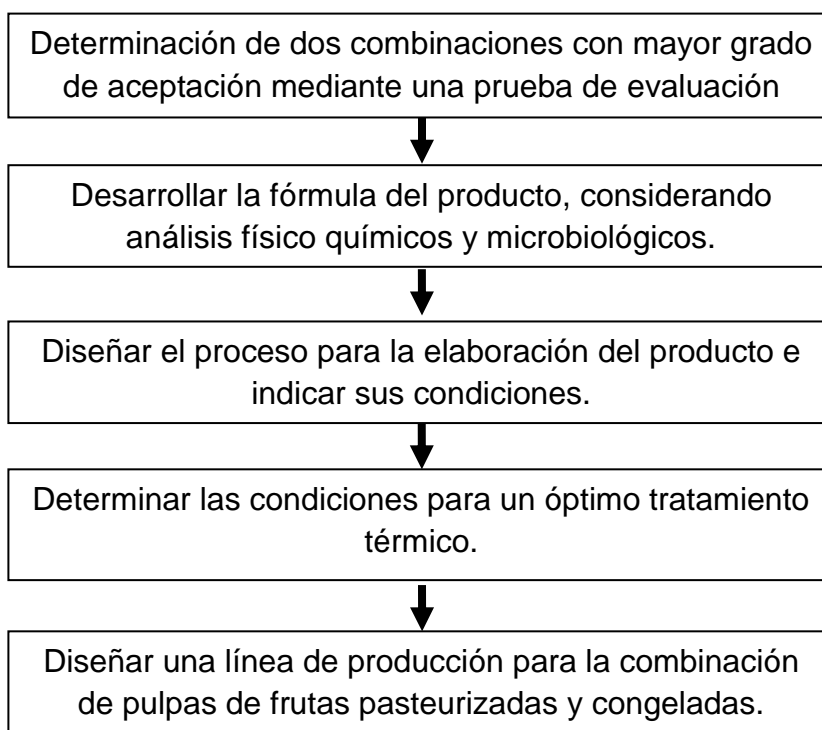 Determinación de dos combinaciones con mayor grado
de aceptación mediante una prueba de evaluación
Desarrollar la fórmula del producto, considerando
análisis físico químicos y microbiológicos.
Diseñar el proceso para la elaboración del producto e
indicar sus condiciones.
Determinar las condiciones para un óptimo tratamiento
térmico.
Diseñar una línea de producción para la combinación
de pulpas de frutas pasteurizadas y congeladas.